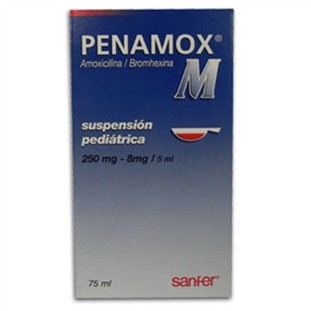 PENAMOX®
Amoxicilina / Bromhexina
M
suspensión
pediátrica
250 mg - 8mg / 5 ml
75 ml
sanfer®